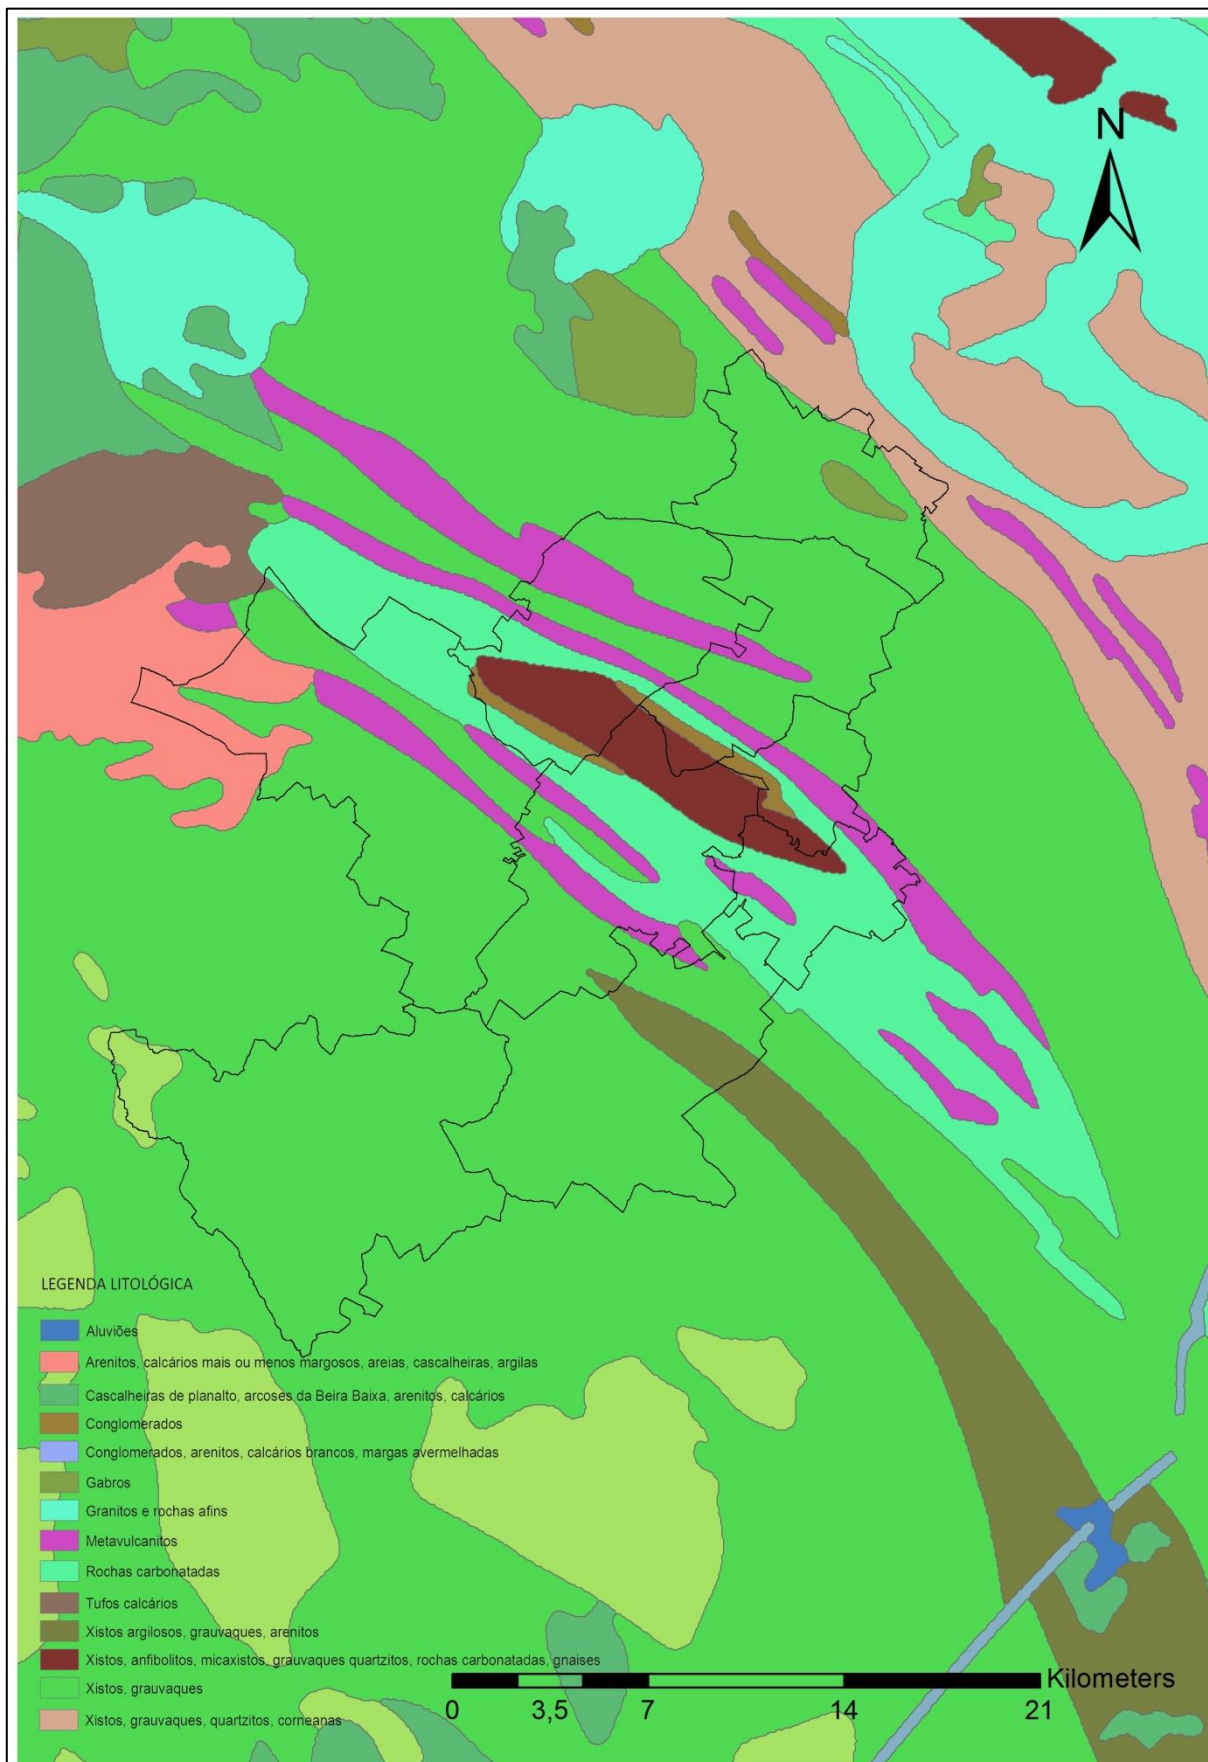 N
LEGENDA LITOLÓGICA
Aluviões
Arenitos, calcários mais ou menos margosos, areias, cascalheiras, argilas
Cascalheiras de planalto, arcoses da Beira Baixa, arenitos, calcários
Conglomerados
Conglomerados, arenitos, calcários brancos, margas avermelhadas
Gabros
Granitos e rochas afins
Metavulcanitos
Rochas carbonatadas
Tufos calcários
Xistos argilosos, grauvaques, arenitos
Xistos, anfibolitos, micaxistos, grauvaques quartzitos, rochas carbonatadas, gnaises
Xistos, grauvaques
Xistos, grauvaques, quartzitos, corneanas
Kilometers
0 3,5 7 14 21